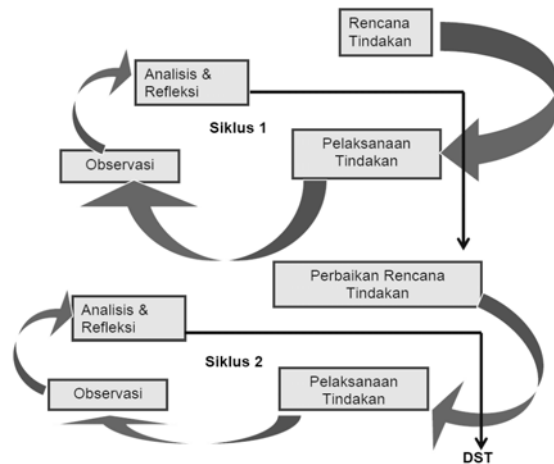 Rencana
Tindakan
Analisis &
Refleksi
Siklus 1
Pelaksanaan
Tindakan
Observasi
Perbaikan Rencana
Tindakan
Analisis &
Refleksi
Siklus 2
Pelaksanaan
Tindakan
Observasi
DST